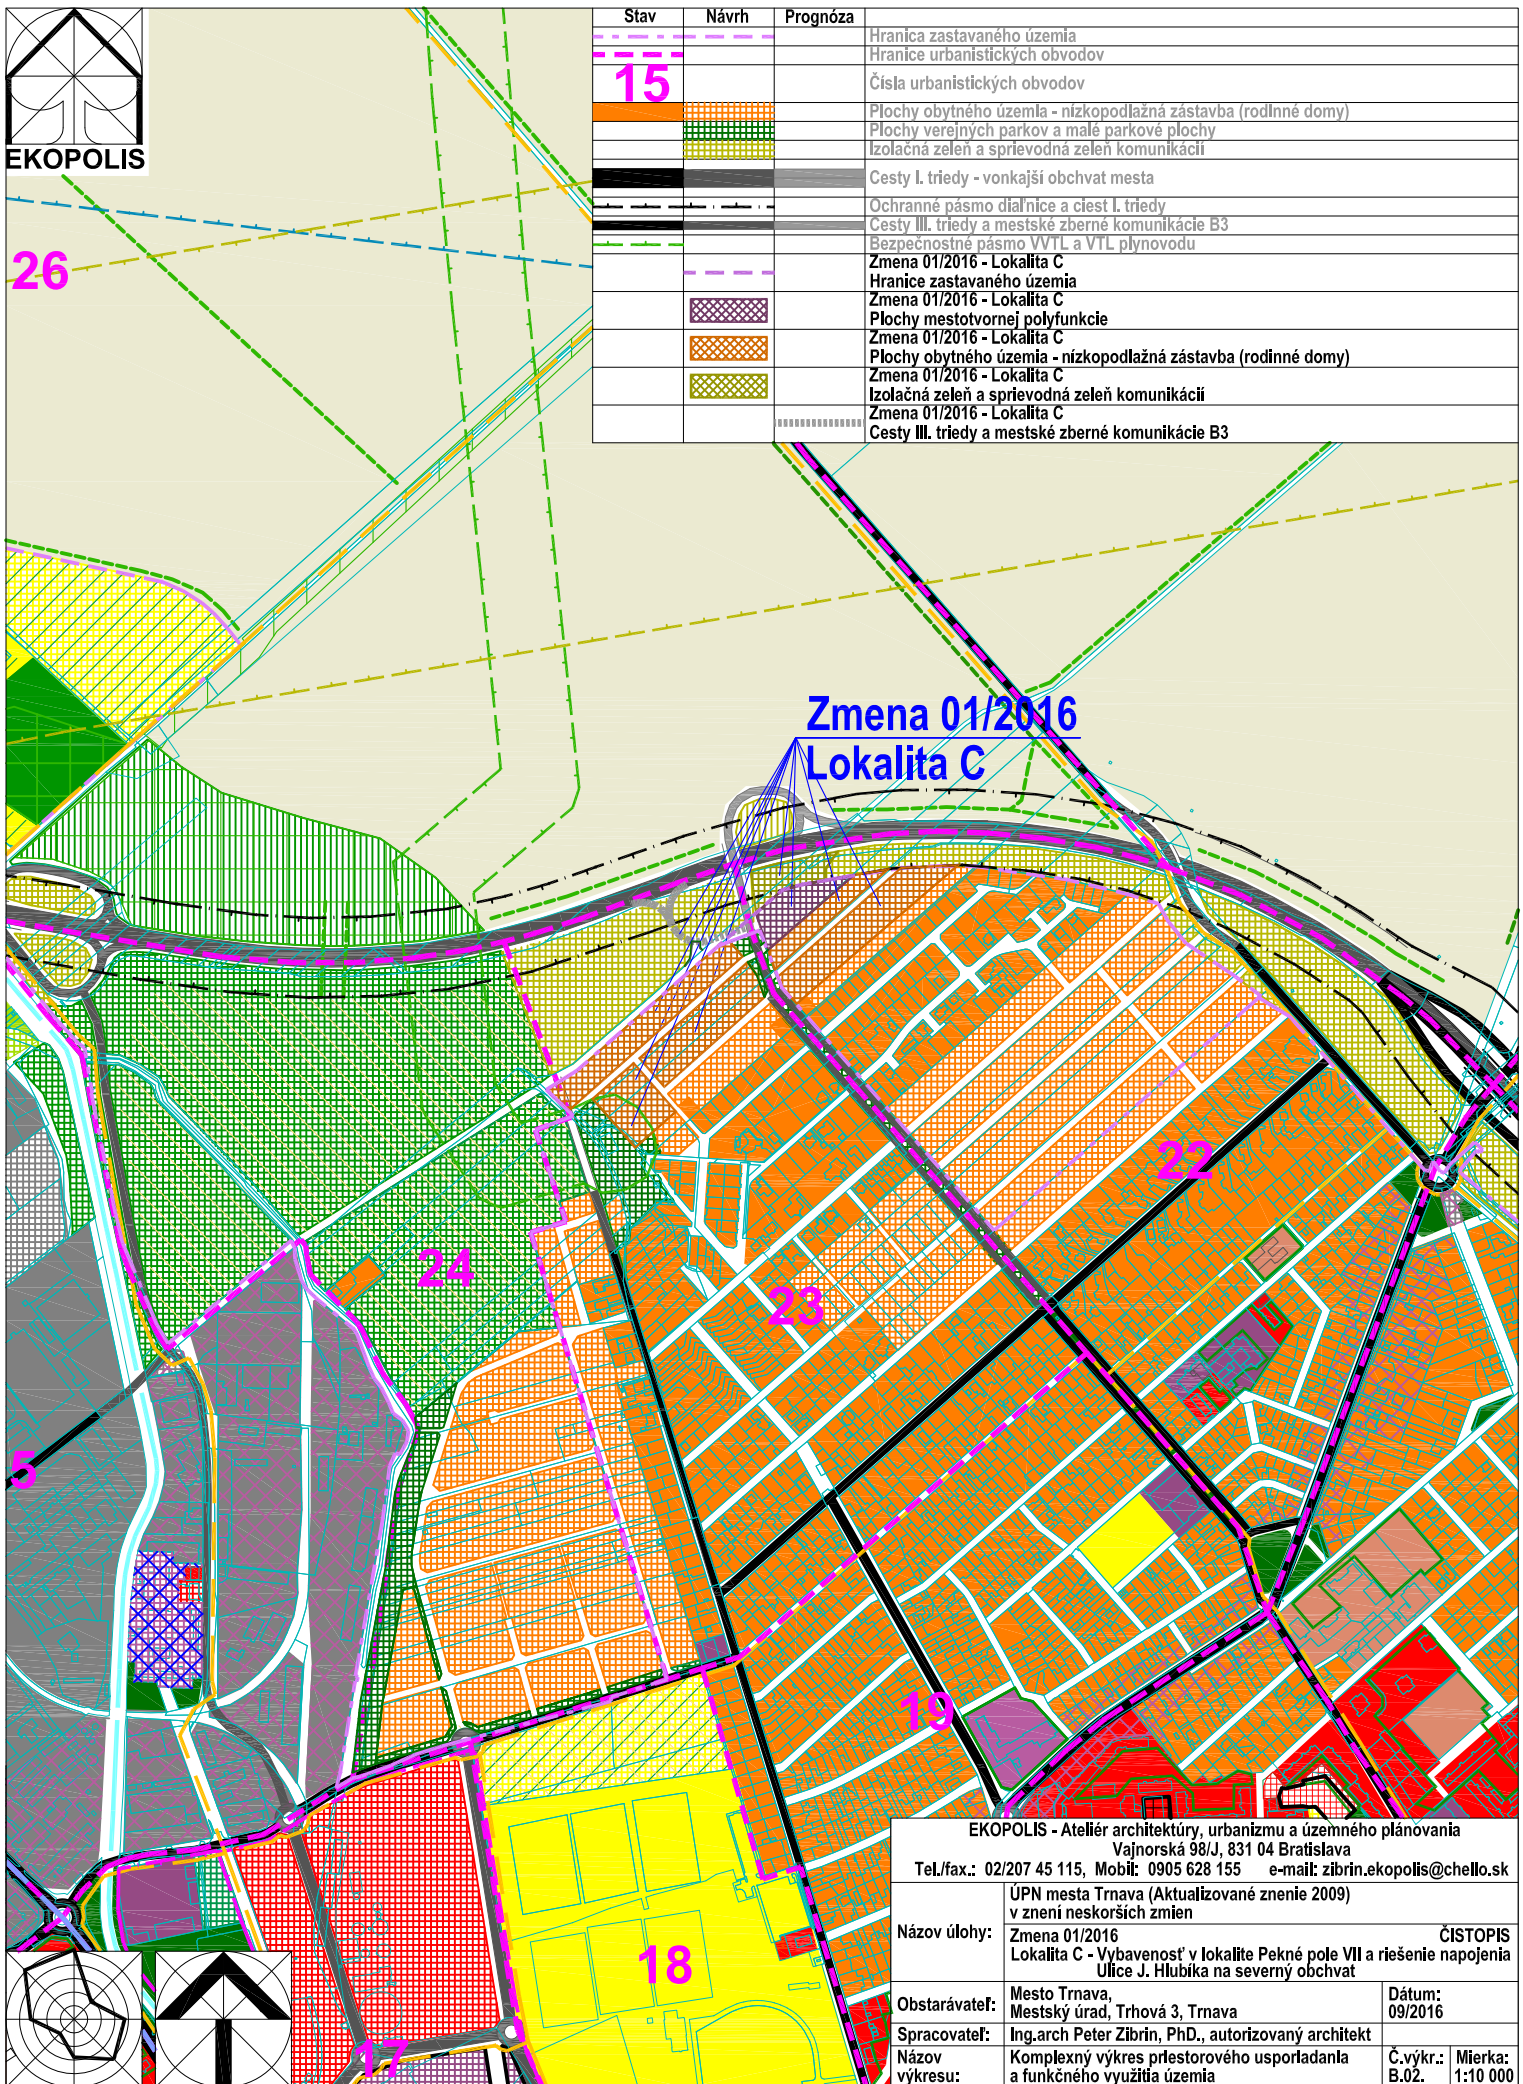 EKOPOLIS
Stav Návrh Prognóza
Hranica zastavaného územia
Hranice urbanistických obvodov
15
Čísla urbanistických obvodov
Plochy obytného územia - nízkopodlažná zástavba (rodinné domy)
Plochy verejných parkov a malé parkové plochy
Izolačná zeleň a sprievodná zeleň komunikácií
Cesty I. triedy - vonkajší obchvat mesta
Ochranné pásmo diaľnice a ciest I. triedy
Cesty III. triedy a mestské zberné komunikácie B3
Bezpečnostné pásmo VVTL a VTL plynovodu
Zmena 01/2016 - Lokalita C
Hranice zastavaného územia
Zmena 01/2016 - Lokalita C
Plochy mestotvornej polyfunkcie
Zmena 01/2016 - Lokalita C
Plochy obytného územia - nízkopodlažná zástavba (rodinné domy)
Zmena 01/2016 - Lokalita C
Izolačná zeleň a sprievodná zeleň komunikácií
Zmena 01/2016 - Lokalita C
Cesty III. triedy a mestské zberné komunikácie B3
26
Zmena 01/2016
Lokalita C
22
24
23
5
19
18
17
EKOPOLIS - Ateliér architektúry, urbanizmu a územného plánovania
Vajnorská 98/J, 831 04 Bratislava
Tel./fax.: 02/207 45 115, Mobil: 0905 628 155 e-mail: zibrin.ekopolis@chello.sk
Názov úlohy:
ÚPN mesta Trnava (Aktualizované znenie 2009)
v znení neskorších zmien
Zmena 01/2016 ČISTOPIS
Lokalita C - Vybavenosť v lokalite Pekné pole VII a riešenie napojenia
Ulice J. Hlubíka na severný obchvat
Obstarávateľ:
Mesto Trnava,
Mestský úrad, Trhová 3, Trnava
Dátum:
09/2016
Spracovateľ: Ing.arch Peter Zibrin, PhD., autorizovaný architekt
Názov
výkresu:
Komplexný výkres priestorového usporiadania
a funkčného využitia územia
Č.výkr.:
B.02.
Mierka:
1:10 000